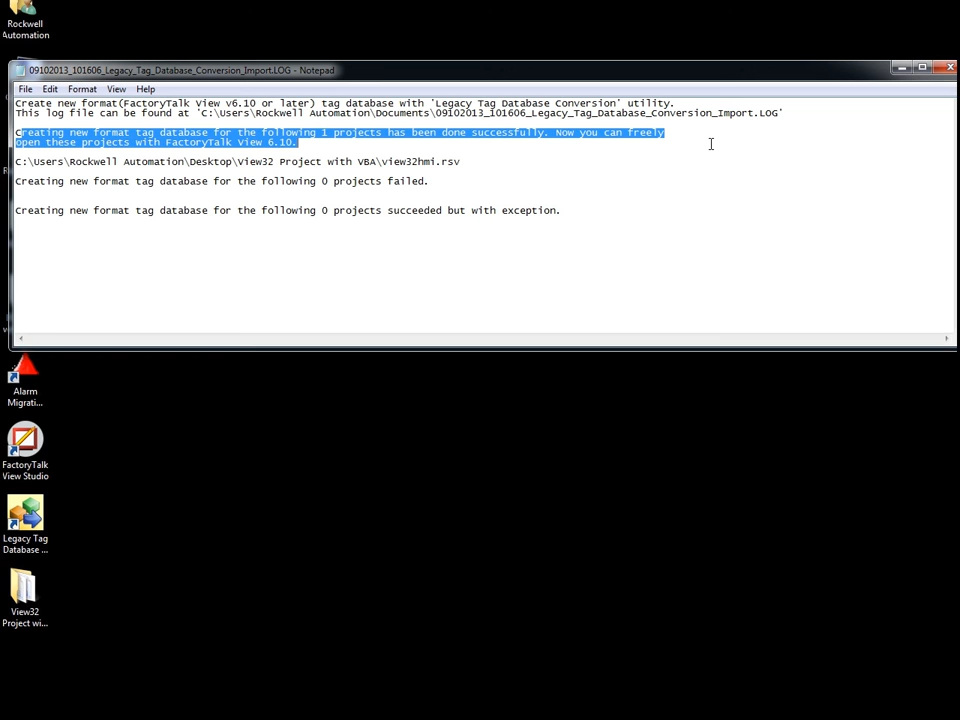 Rockwell
Automation
09102013_101606_Legacy_Tag_Database_Conversion_Import.LOG - Notepad
File Edit Format View Help
Create new format(FactoryTalk View v6.10 or later) tag database with 'Legacy Tag Database Conversion' utility.
This log file can be found at 'C:\Users\Rockwell Automation\Documents\09102013_101606_Legacy_Tag_Database_Conversion_Import.LOG'
Creating new format tag database for the following 1 projects has been done successfully. Now you can freely
open these projects with FactoryTalk View 6.10.
C:\Users\Rockwell Automation\Desktop\View32 Project with VBA\view32hmi.rsv
Creating new format tag database for the following 0 projects failed.
Creating new format tag database for the following 0 projects succeeded but with exception.
Alarm
Migrati...
FactoryTalk
View Studio
Legacy Tag
Database ...
View32
Project wi...